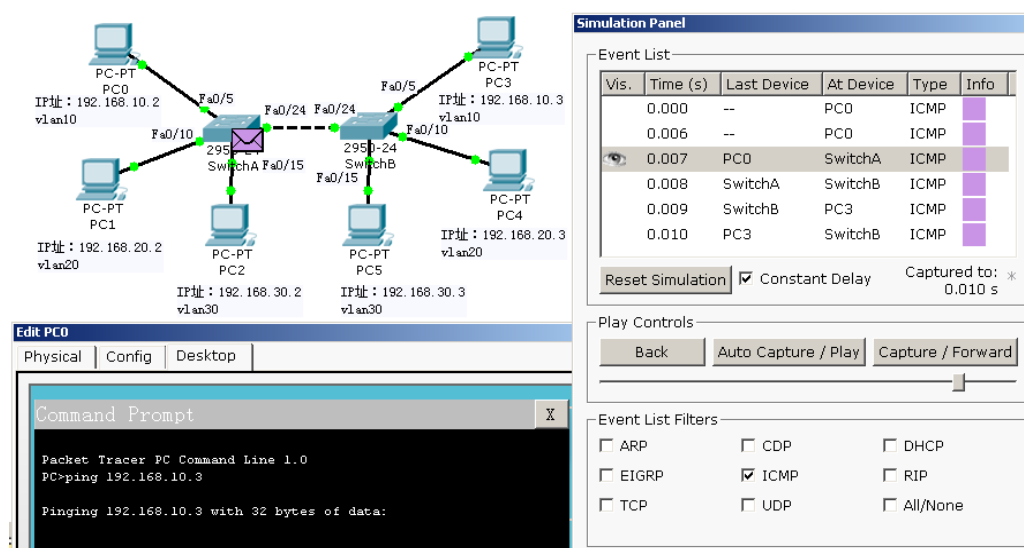 PC-PT
PC0
IP址：192.168.10.2
vlan10
Fa0/5
Fa0/24
Fa0/24
Fa0/5
PC-PT
PC3
IP址：192.168.10.3
vlan10
Fa0/10
SwitchA
Fa0/15
2950-24
SwitchB
Fa0/10
Fa0/15
PC-PT
PC1
IP址：192.168.20.2
vlan20
PC-PT
PC2
IP址：192.168.30.2
vlan30
PC-PT
PC5
IP址：192.168.30.3
vlan30
PC-PT
PC4
IP址：192.168.20.3
vlan20
Edit PC0
Physical Config Desktop
Command Prompt X
Packet Tracer PC Command Line 1.0
PC>ping 192.168.10.3
Pinging 192.168.10.3 with 32 bytes of data:
Simulation Panel
Event List
Vis. Time (s) Last Device At Device Type Info
0.000 -- PC0 ICMP
0.006 -- PC0 ICMP
0.007 PC0 SwitchA ICMP
0.008 SwitchA SwitchB ICMP
0.009 SwitchB PC3 ICMP
0.010 PC3 SwitchB ICMP
Reset Simulation Constant Delay Captured to: *
0.010 s
Play Controls
Back Auto Capture / Play Capture / Forward
Event List Filters
ARP CDP DHCP
EIGRP ICMP RIP
TCP UDP All/None